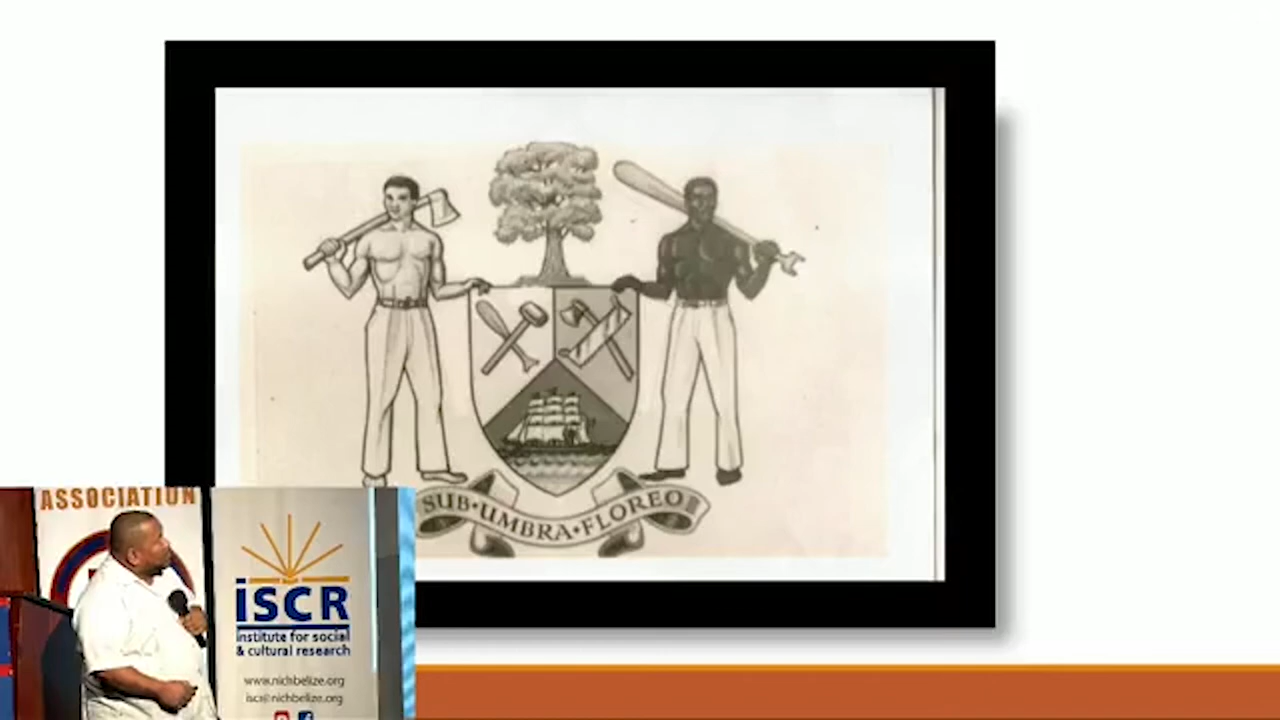 SUB•UMBRA•FLOREO
ASSOCIATION
iSCR
institute for social
& cultural research
www.nichbelize.org
iscr@nichbelize.org